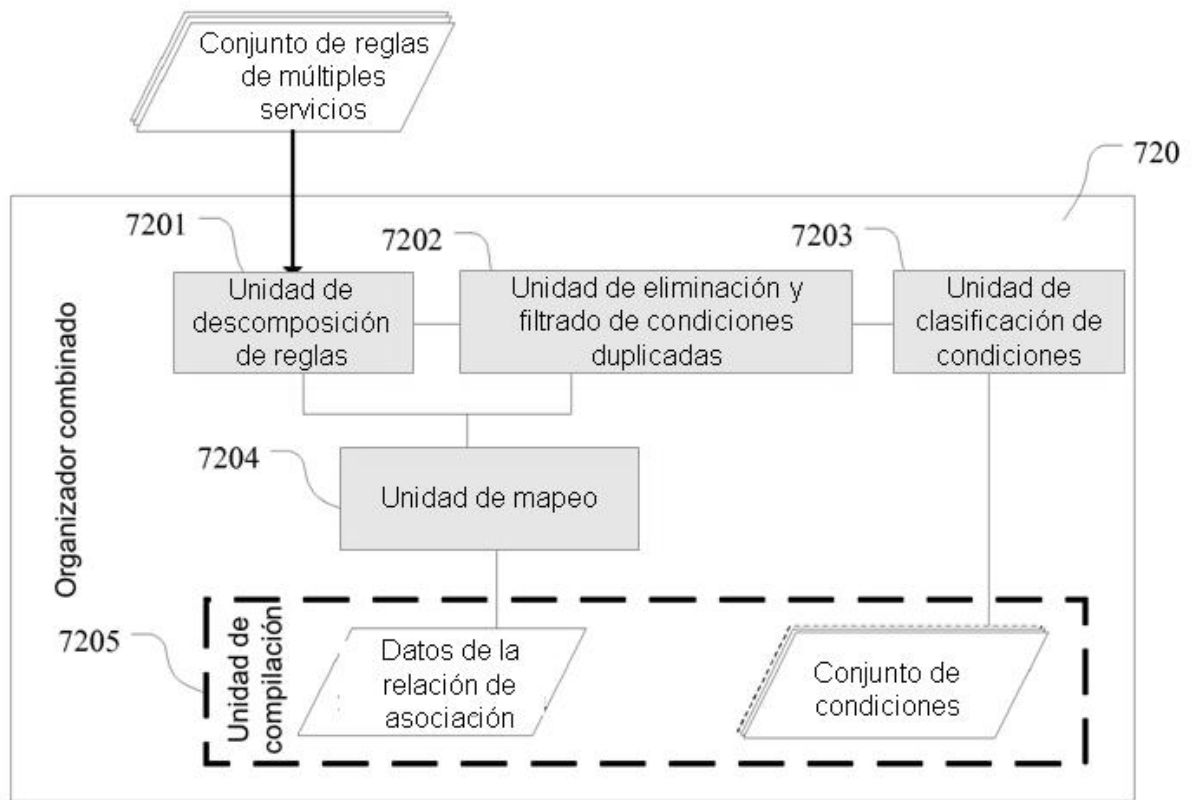 Conjunto de reglas
de múltiples
servicios
720
7201
7202
7203
Unidad de
descomposición
de reglas
Unidad de eliminación y
filtrado de condiciones
duplicadas
Unidad de
clasificación de
condiciones
Organizador combinado
7204
Unidad de mapeo
7205
Unidad de
compilación
Datos de la
relación de
asociación
Conjunto de
condiciones